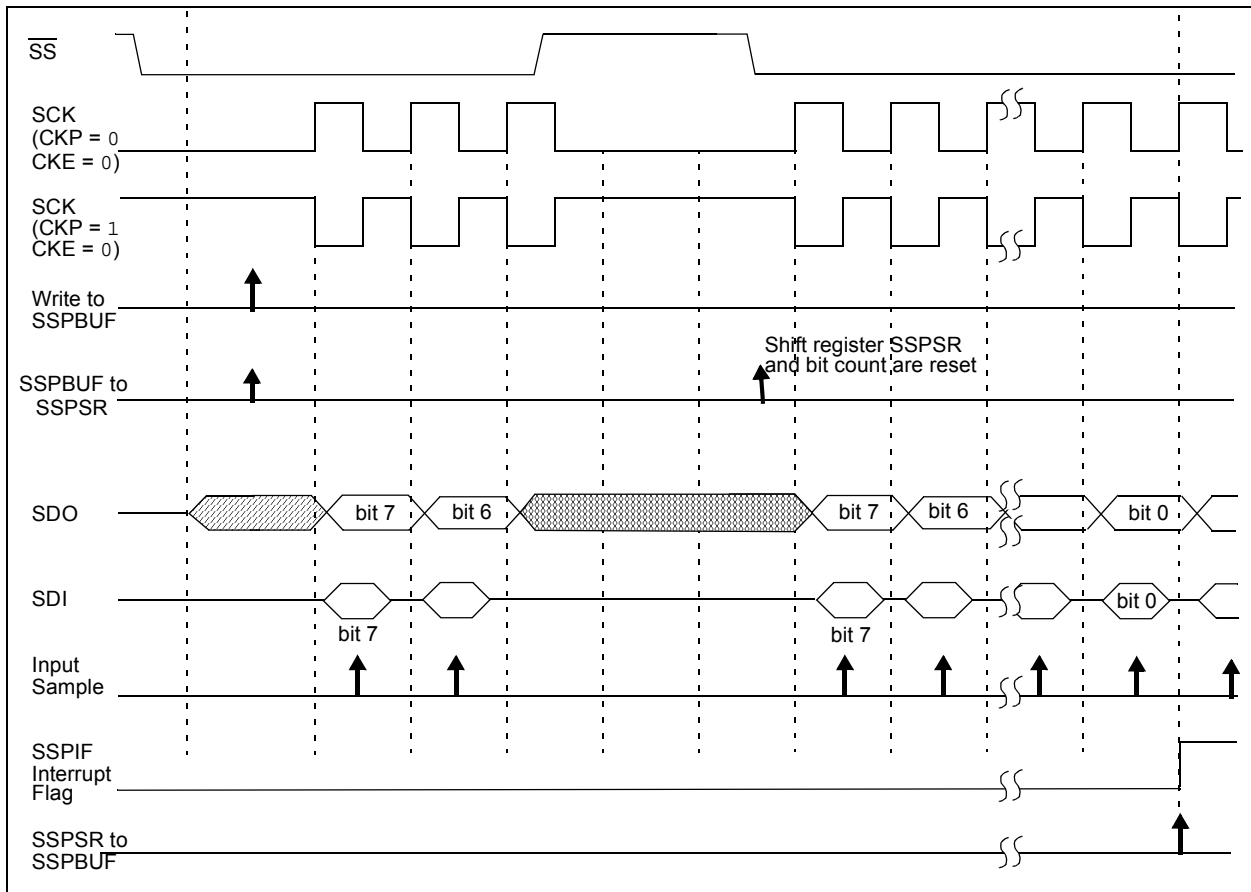 SS
SCK
(CKP = 0
CKE = 0)
SCK
(CKP = 1
CKE = 0)
Write to
SSPBUF
Shift register SSPSR
and bit count are reset
SSPBUF to
SSPSR
SDO
bit 7
bit 6
bit 7
bit 6
bit 0
SDI
bit 0
bit 7
bit 7
Input
Sample
SSPIF
Interrupt
Flag
SSPSR to
SSPBUF